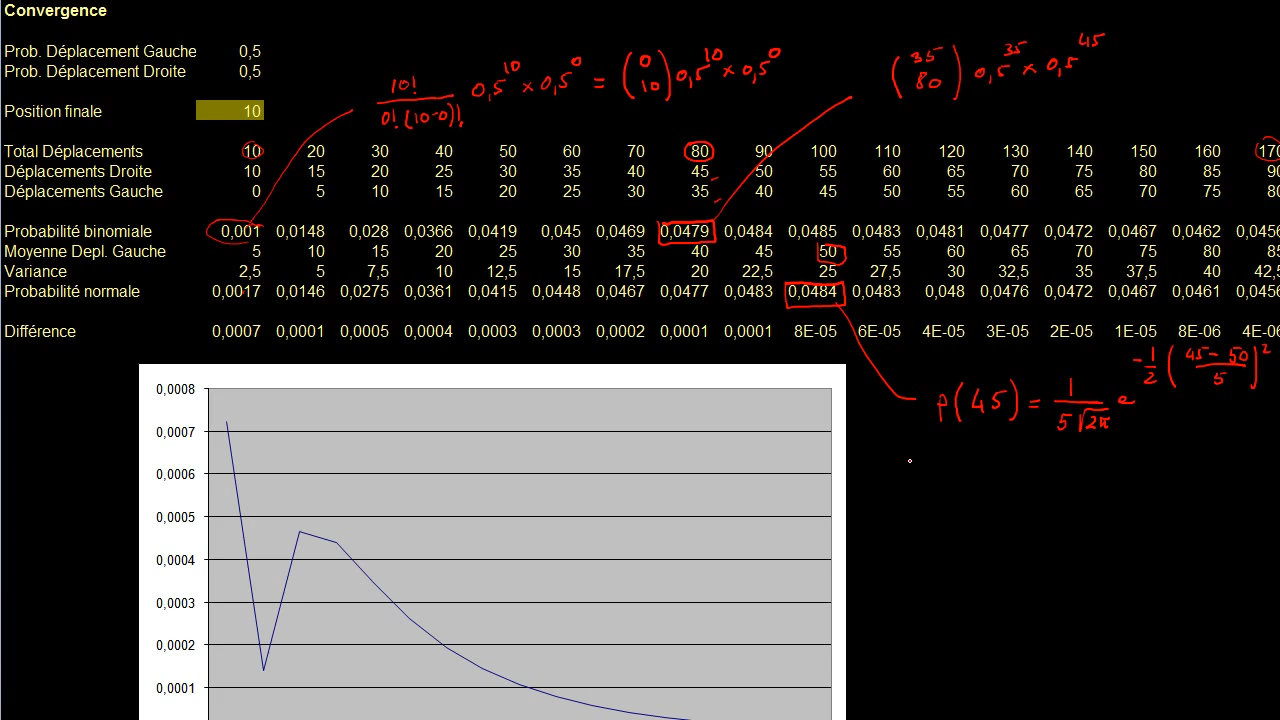 Convergence
Prob. Déplacement Gauche 0,5
Prob. Déplacement Droite 0,5
10! / 0!(10-0)! 0,5^10 × 0,5^0 = (0 10) 0,5^10 × 0,5^0
(35 80) 0,5^35 × 0,5^45
Position finale 10
Total Déplacements 10 20 30 40 50 60 70 80 90 100 110 120 130 140 150 160 170
Déplacements Droite 10 15 20 25 30 35 40 45 50 55 60 65 70 75 80 85 90
Déplacements Gauche 0 5 10 15 20 25 30 35 40 45 50 55 60 65 70 75 80
Probabilité binomiale 0,001 0,0148 0,028 0,0366 0,0419 0,045 0,0469 0,0479 0,0484 0,0485 0,0483 0,0481 0,0477 0,0472 0,0467 0,0462 0,0456
Moyenne Depl. Gauche 5 10 15 20 25 30 35 40 45 50 55 60 65 70 75 80 85
Variance 2,5 5 7,5 10 12,5 15 17,5 20 22,5 25 27,5 30 32,5 35 37,5 40 42,5
Probabilité normale 0,0017 0,0146 0,0275 0,0361 0,0415 0,0448 0,0467 0,0477 0,0483 0,0484 0,0483 0,048 0,0476 0,0472 0,0467 0,0461 0,0456
Différence 0,0007 0,0001 0,0005 0,0004 0,0003 0,0003 0,0002 0,0001 0,0001 8E-05 6E-05 4E-05 3E-05 2E-05 1E-05 8E-06 4E-06
p(45) = 1 / 5√2π e^-1/2 (45-50 / 5)^2
0,0008
0,0007
0,0006
0,0005
0,0004
0,0003
0,0002
0,0001